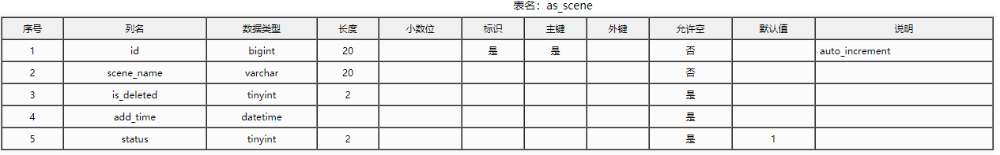 表名：as_scene
序号 列名 数据类型 长度 小数位 标识 主键 外键 允许空 默认值 说明
1 id bigint 20 是 是 否 auto_increment
2 scene_name varchar 20 否
3 is_deleted tinyint 2 是
4 add_time datetime 是
5 status tinyint 2 是 1